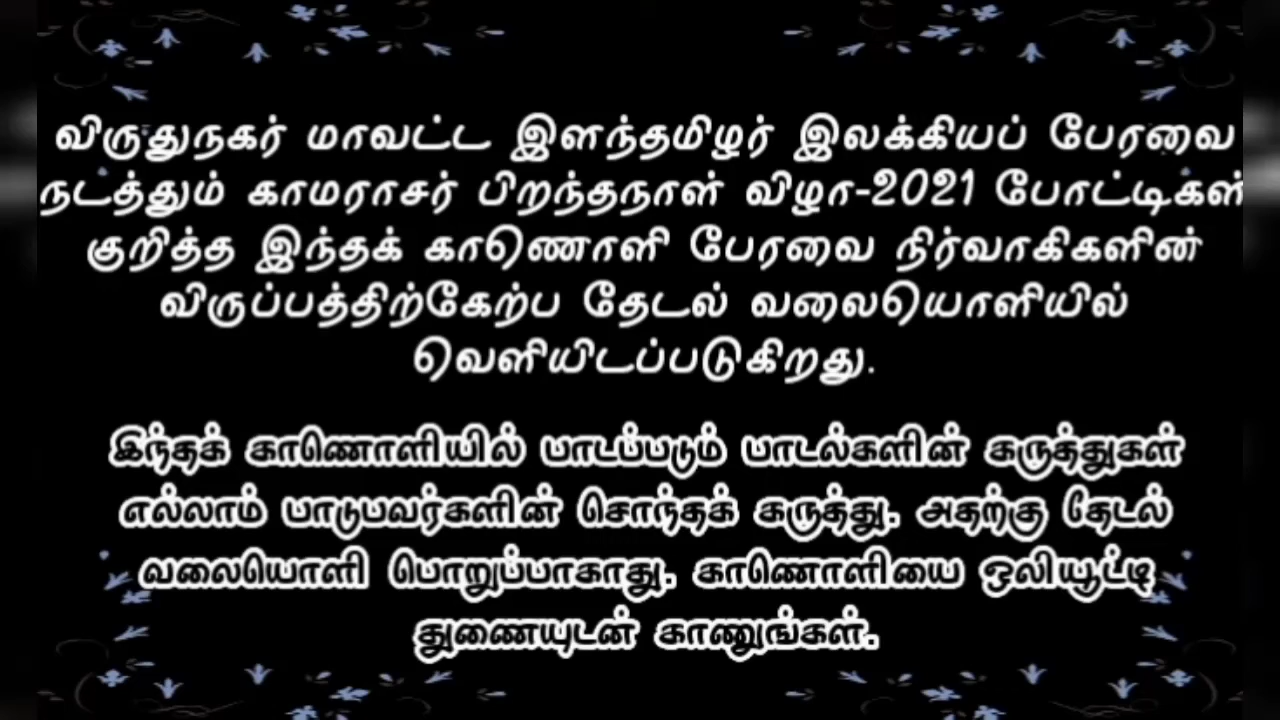 விருதுநகர் மாவட்ட இளந்தமிழர் இலக்கியப் பேரவை
நடத்தும் காமராசர் பிறந்தநாள் விழா-2021 போட்டிகள்
குறித்த இந்தக் காணொளி பேரவை நிர்வாகிகளின்
விருப்பத்திற்கேற்ப தேடல் வலையொளியில்
வெளியிடப்படுகிறது.
இந்தக் காணொளியில் பாடப்படும் பாடல்களின் கருத்துகள்
எல்லாம் பாடுபவர்களின் சொந்தக் கருத்து. அதற்கு தேடல்
வலையொளி பொறுப்பாகாது. காணொளியை ஒலியூட்டி
துணையுடன் காணுங்கள்.